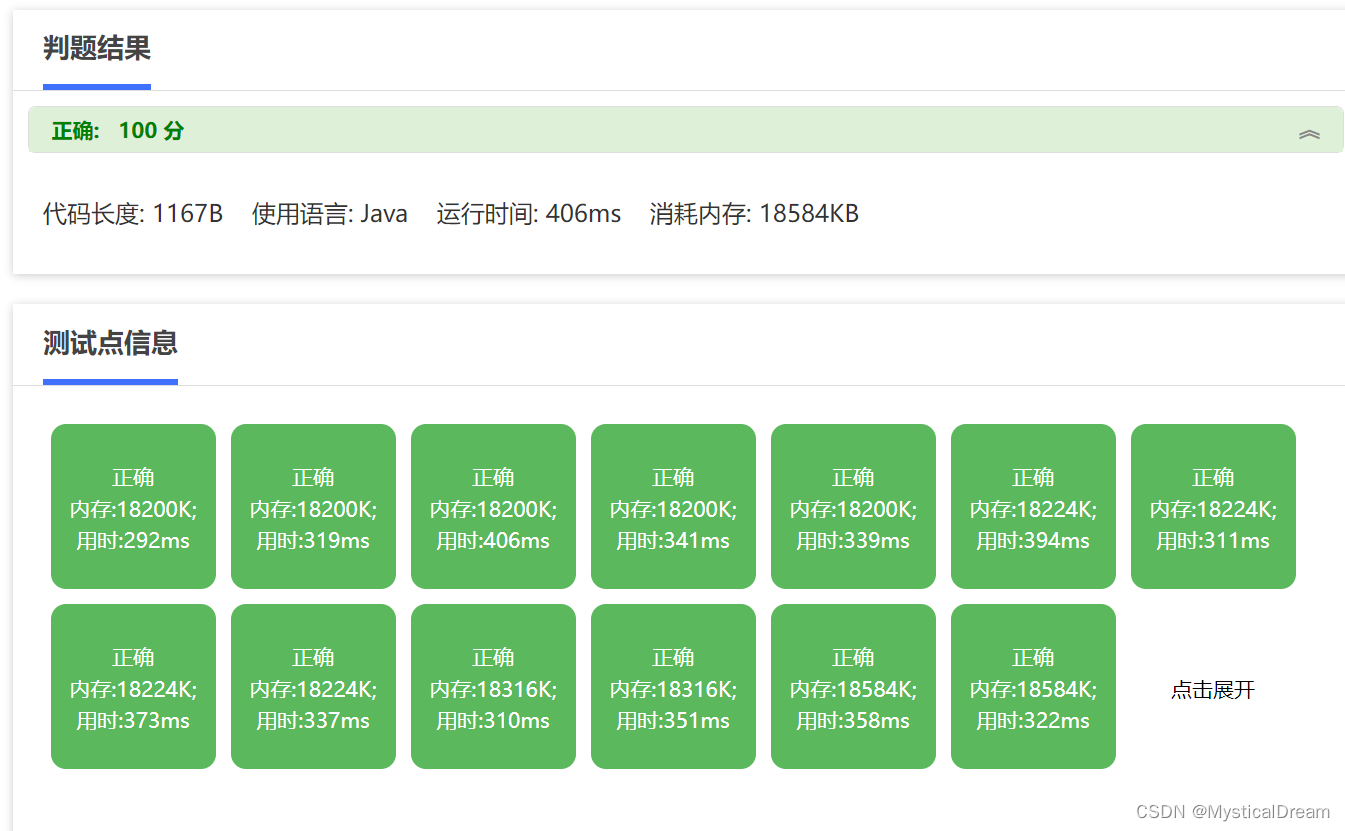 判题结果
正确: 100 分
代码长度: 1167B 使用语言: Java 运行时间: 406ms 消耗内存: 18584KB
测试点信息
正确 正确 正确 正确 正确 正确 正确
内存:18200K; 内存:18200K; 内存:18200K; 内存:18200K; 内存:18200K; 内存:18224K; 内存:18224K;
用时:292ms 用时:319ms 用时:406ms 用时:341ms 用时:339ms 用时:394ms 用时:311ms
正确 正确 正确 正确 正确 正确
内存:18224K; 内存:18224K; 内存:18316K; 内存:18316K; 内存:18584K; 内存:18584K; 点击展开
用时:373ms 用时:337ms 用时:310ms 用时:351ms 用时:358ms 用时:322ms
CSDN @MysticalDream